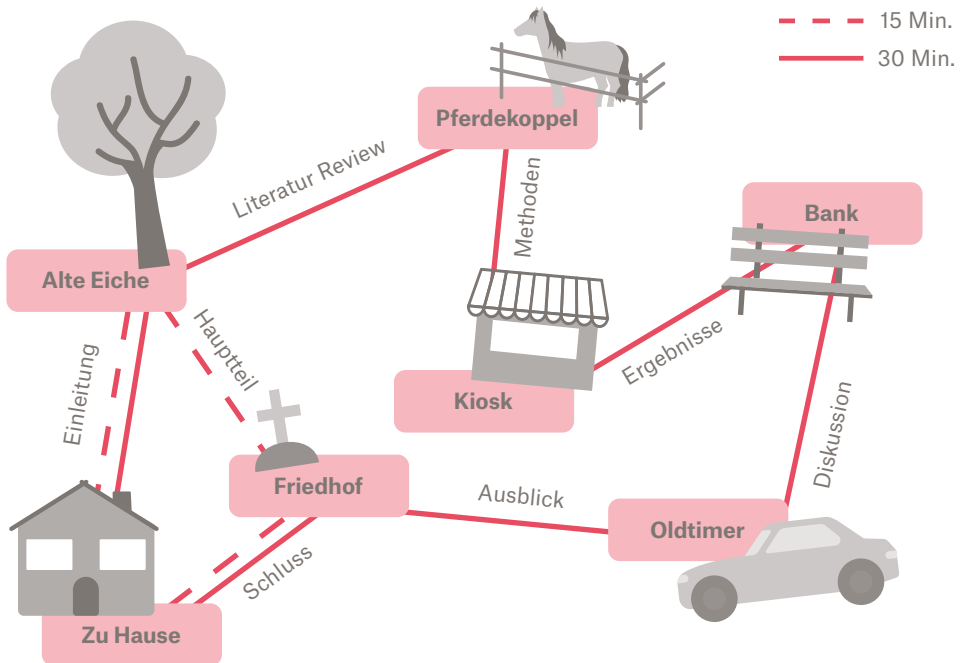 15 Min.
30 Min.
Pferdekoppel
Literatur Review
Methoden
Bank
Alte Eiche
Hauptteil
Einleitung
Ergebnisse
Kiosk
Diskussion
Friedhof
Ausblick
Oldtimer
Schluss
Zu Hause